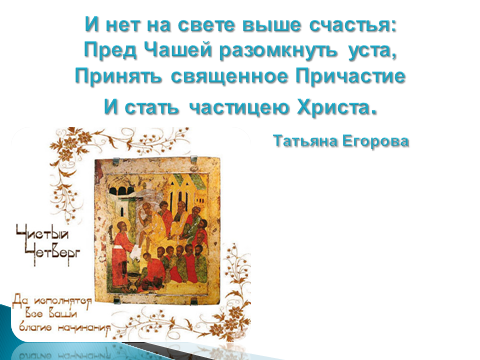 И нет на свете выше счастья:
Пред Чашей разомкнуть уста,
Принять священное Причастие
И стать частицею Христа.
Татьяна Егорова
Чистый
Четверг
Да исполнятся
все ваши
благие начинания